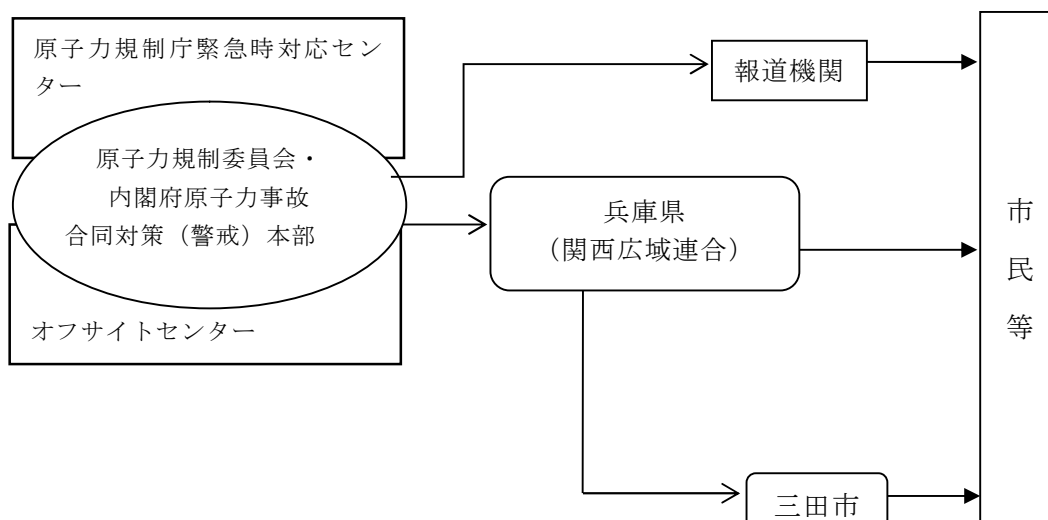 原子力規制庁緊急時対応セン
ター
原子力規制委員会・
内閣府原子力事故
合同対策（警戒）本部
オフサイトセンター
報道機関
兵庫県
（関西広域連合）
三田市
市民等